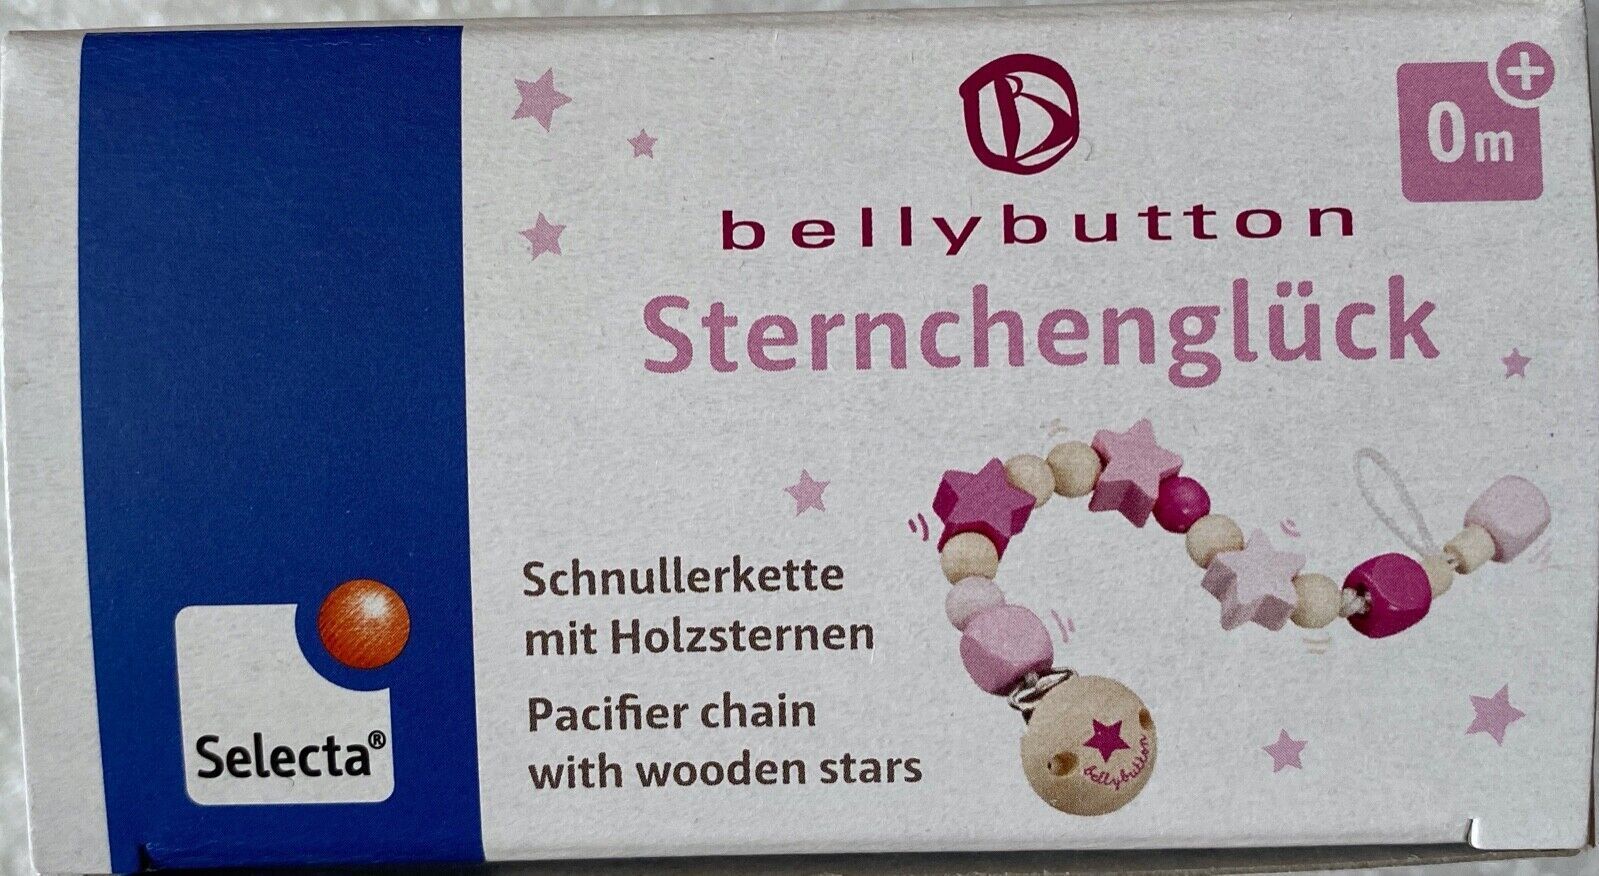 0m
+
bellybutton
Sternchenglück
Schnullerkette
mit Holzsternen
Pacifier chain
with wooden stars
bellybutton
Selecta®